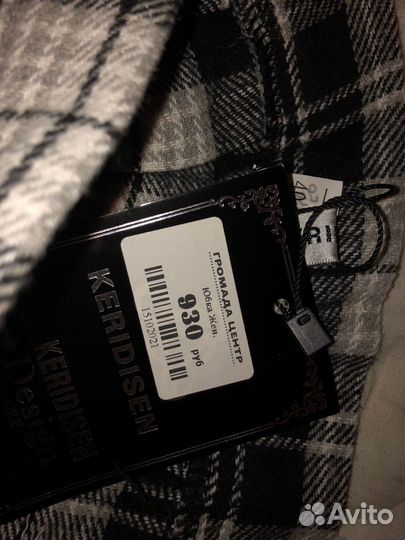 ГРОМАДА ЦЕНТР
Юбка Жен.
930 руб
15102021
KERIDISEN
KERIDISEN
Design
Avito